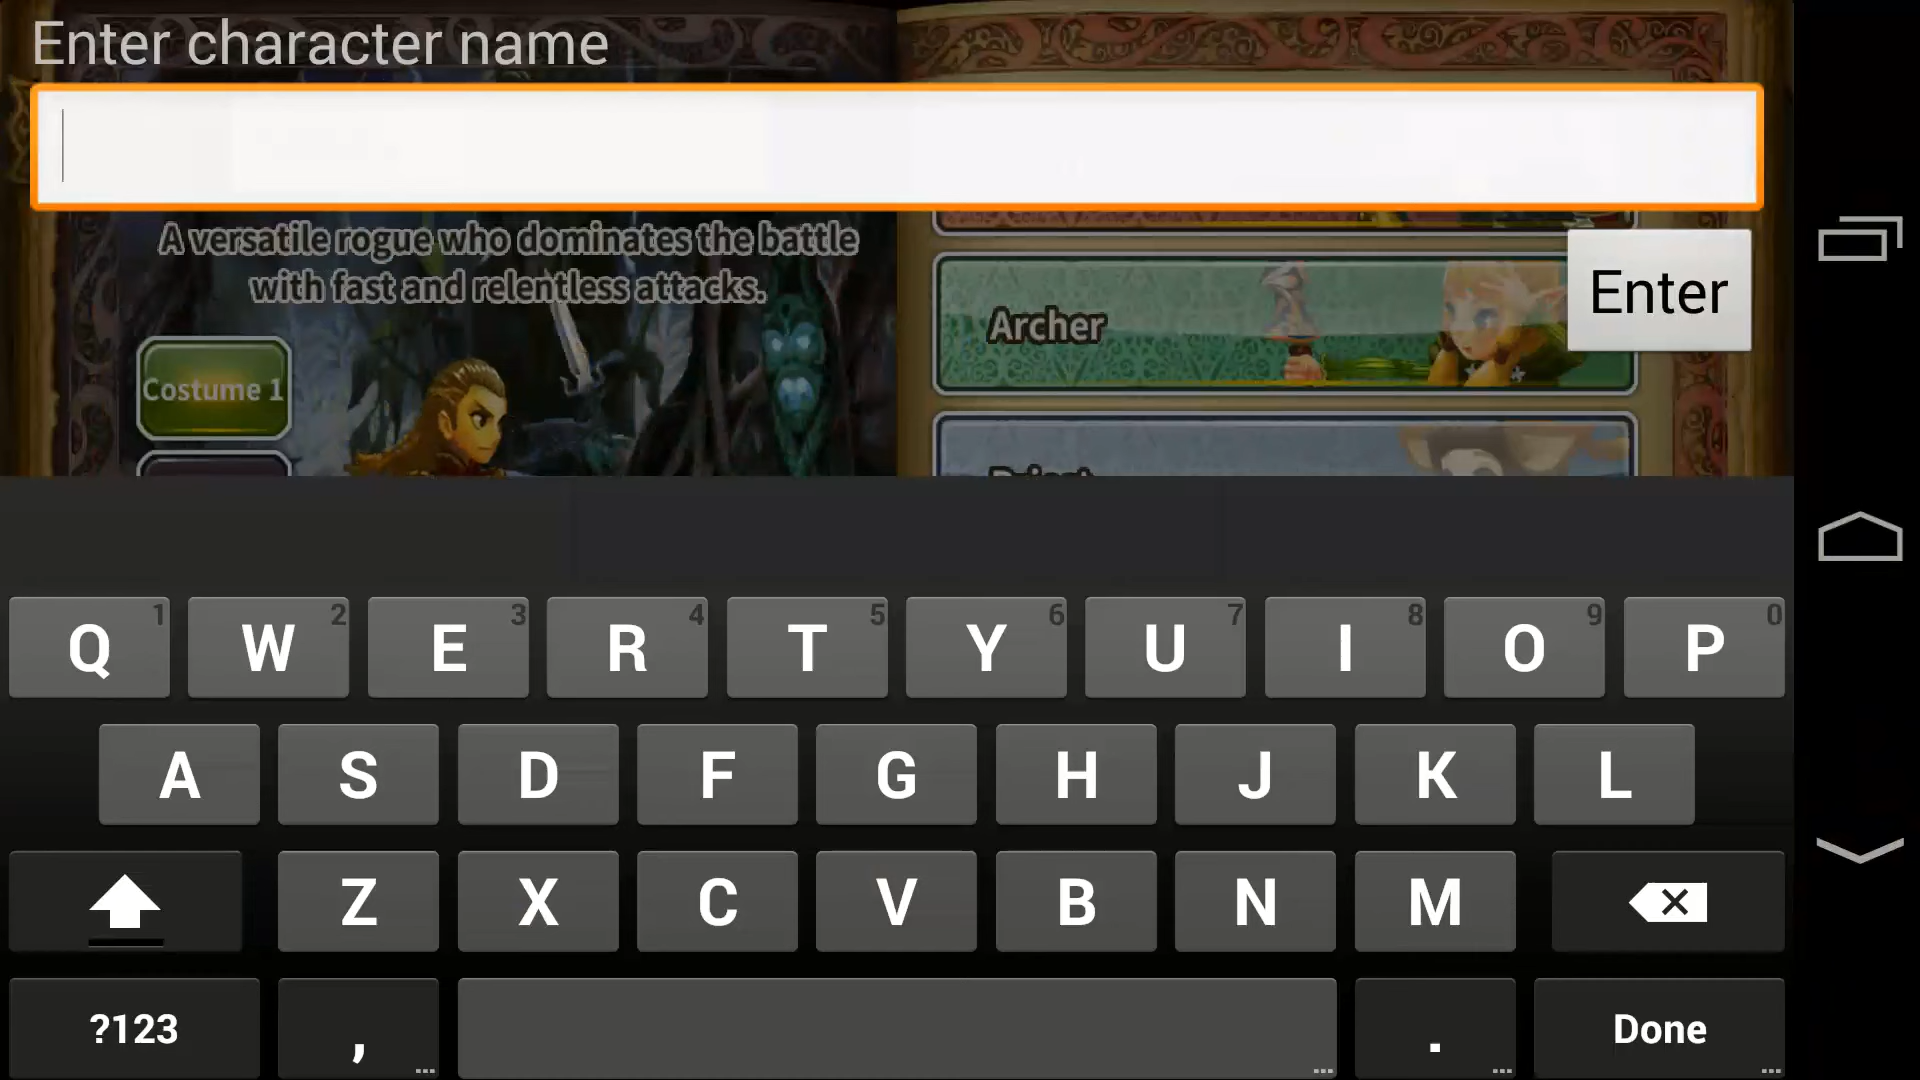 Enter character name
A versatile rogue who dominates the battle
with fast and relentless attacks.
Enter
Archer
Costume 1
Priest
Q 1 W 2 E 3 R 4 T 5 Y 6 U 7 I 8 O 9 P 0
A S D F G H J K L
Z X C V B N M
?123 , ... ... . ... Done ...